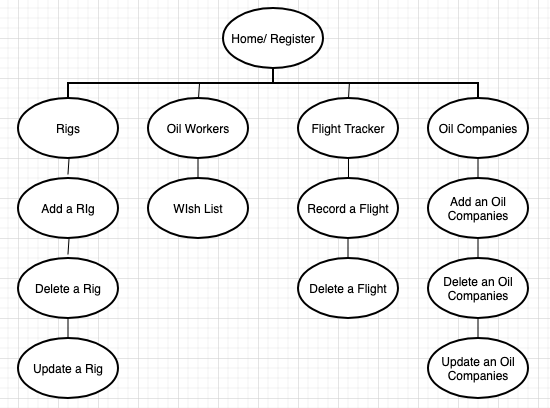 Home/ Register
Rigs
Oil Workers
Flight Tracker
Oil Companies
Add a RIg
WIsh List
Record a Flight
Add an Oil
Companies
Delete a Rig
Delete a Flight
Delete an Oil
Companies
Update a Rig
Update an Oil
Companies